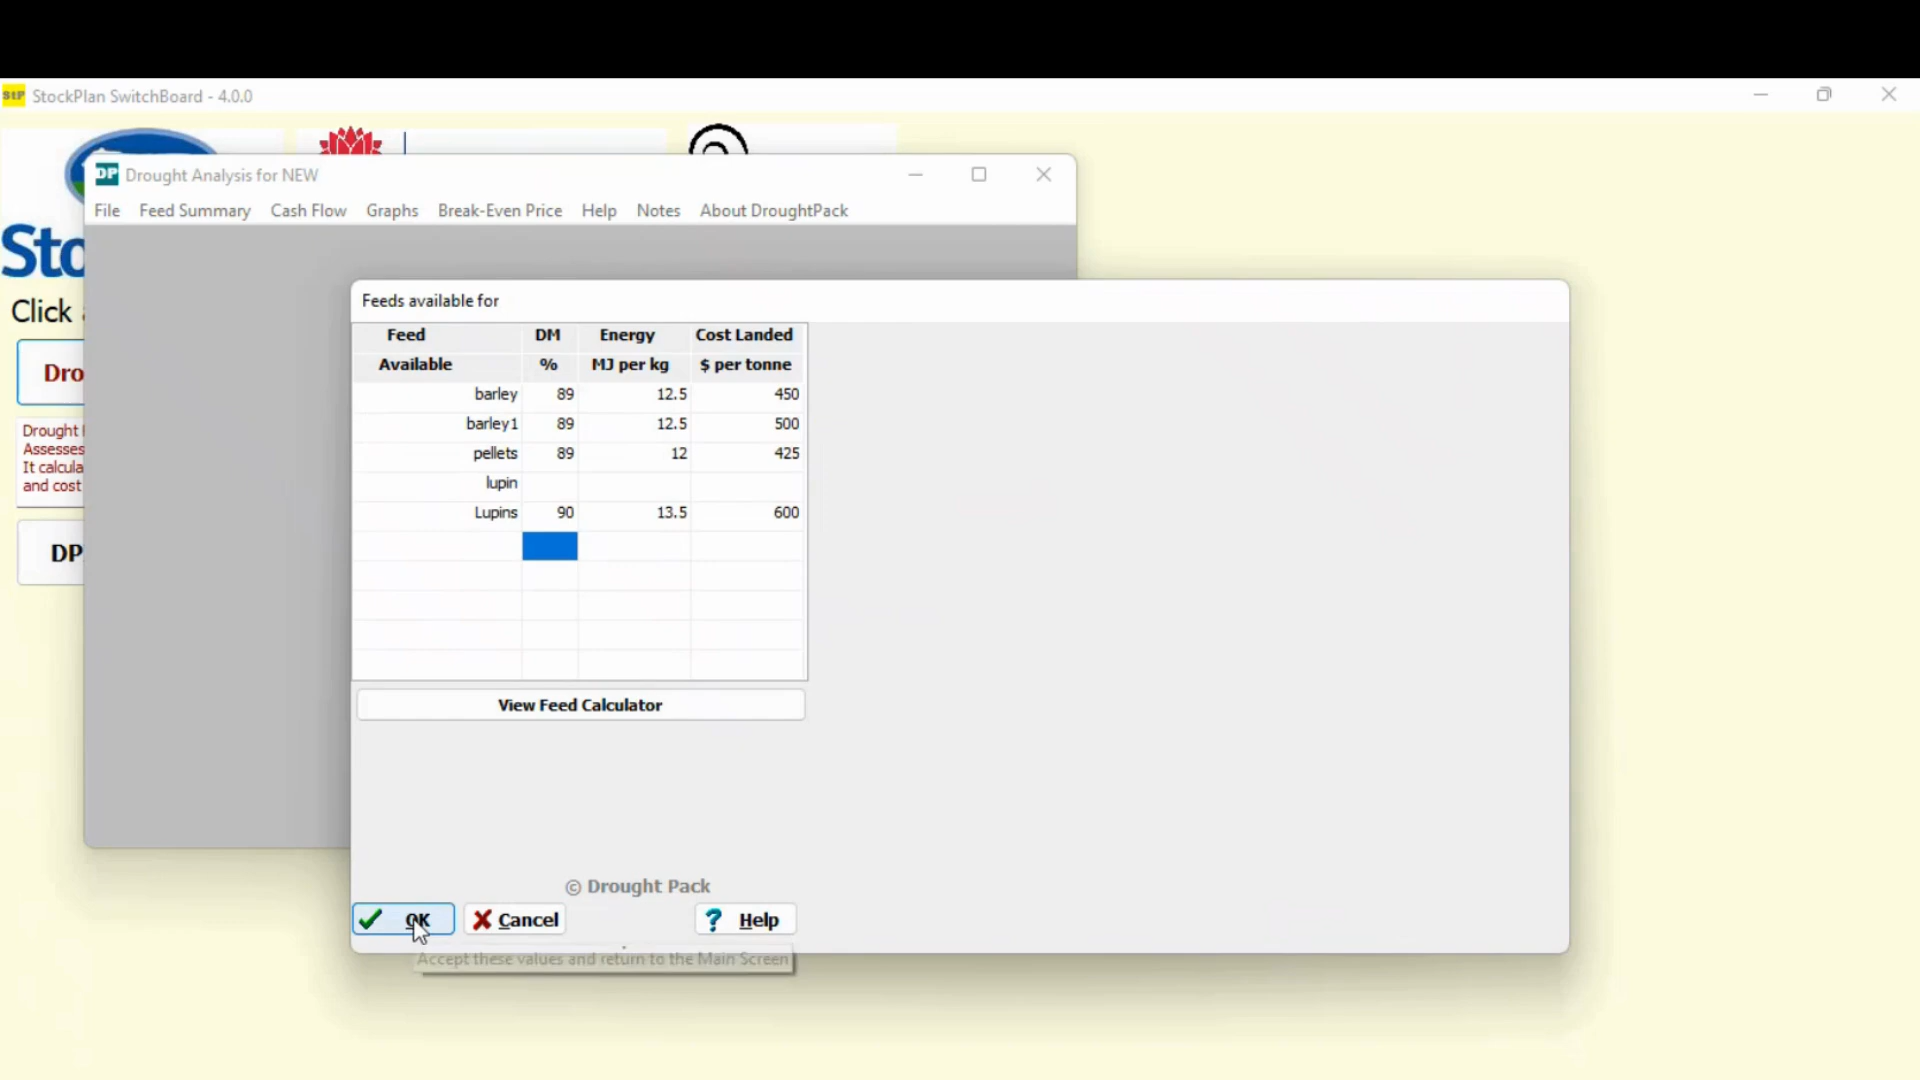 StP StockPlan SwitchBoard - 4.0.0
DP Drought Analysis for NEW
File Feed Summary Cash Flow Graphs Break-Even Price Help Notes About DroughtPack
Sto
Click
Dro
Drought
Assesses
It calcula
and cost
DP
Feeds available for
Feed DM Energy Cost Landed
Available % MJ per kg $ per tonne
barley 89 12.5 450
barley1 89 12.5 500
pellets 89 12 425
lupin
Lupins 90 13.5 600
View Feed Calculator
© Drought Pack
OK Cancel ? Help
Accept these values and return to the Main Screen